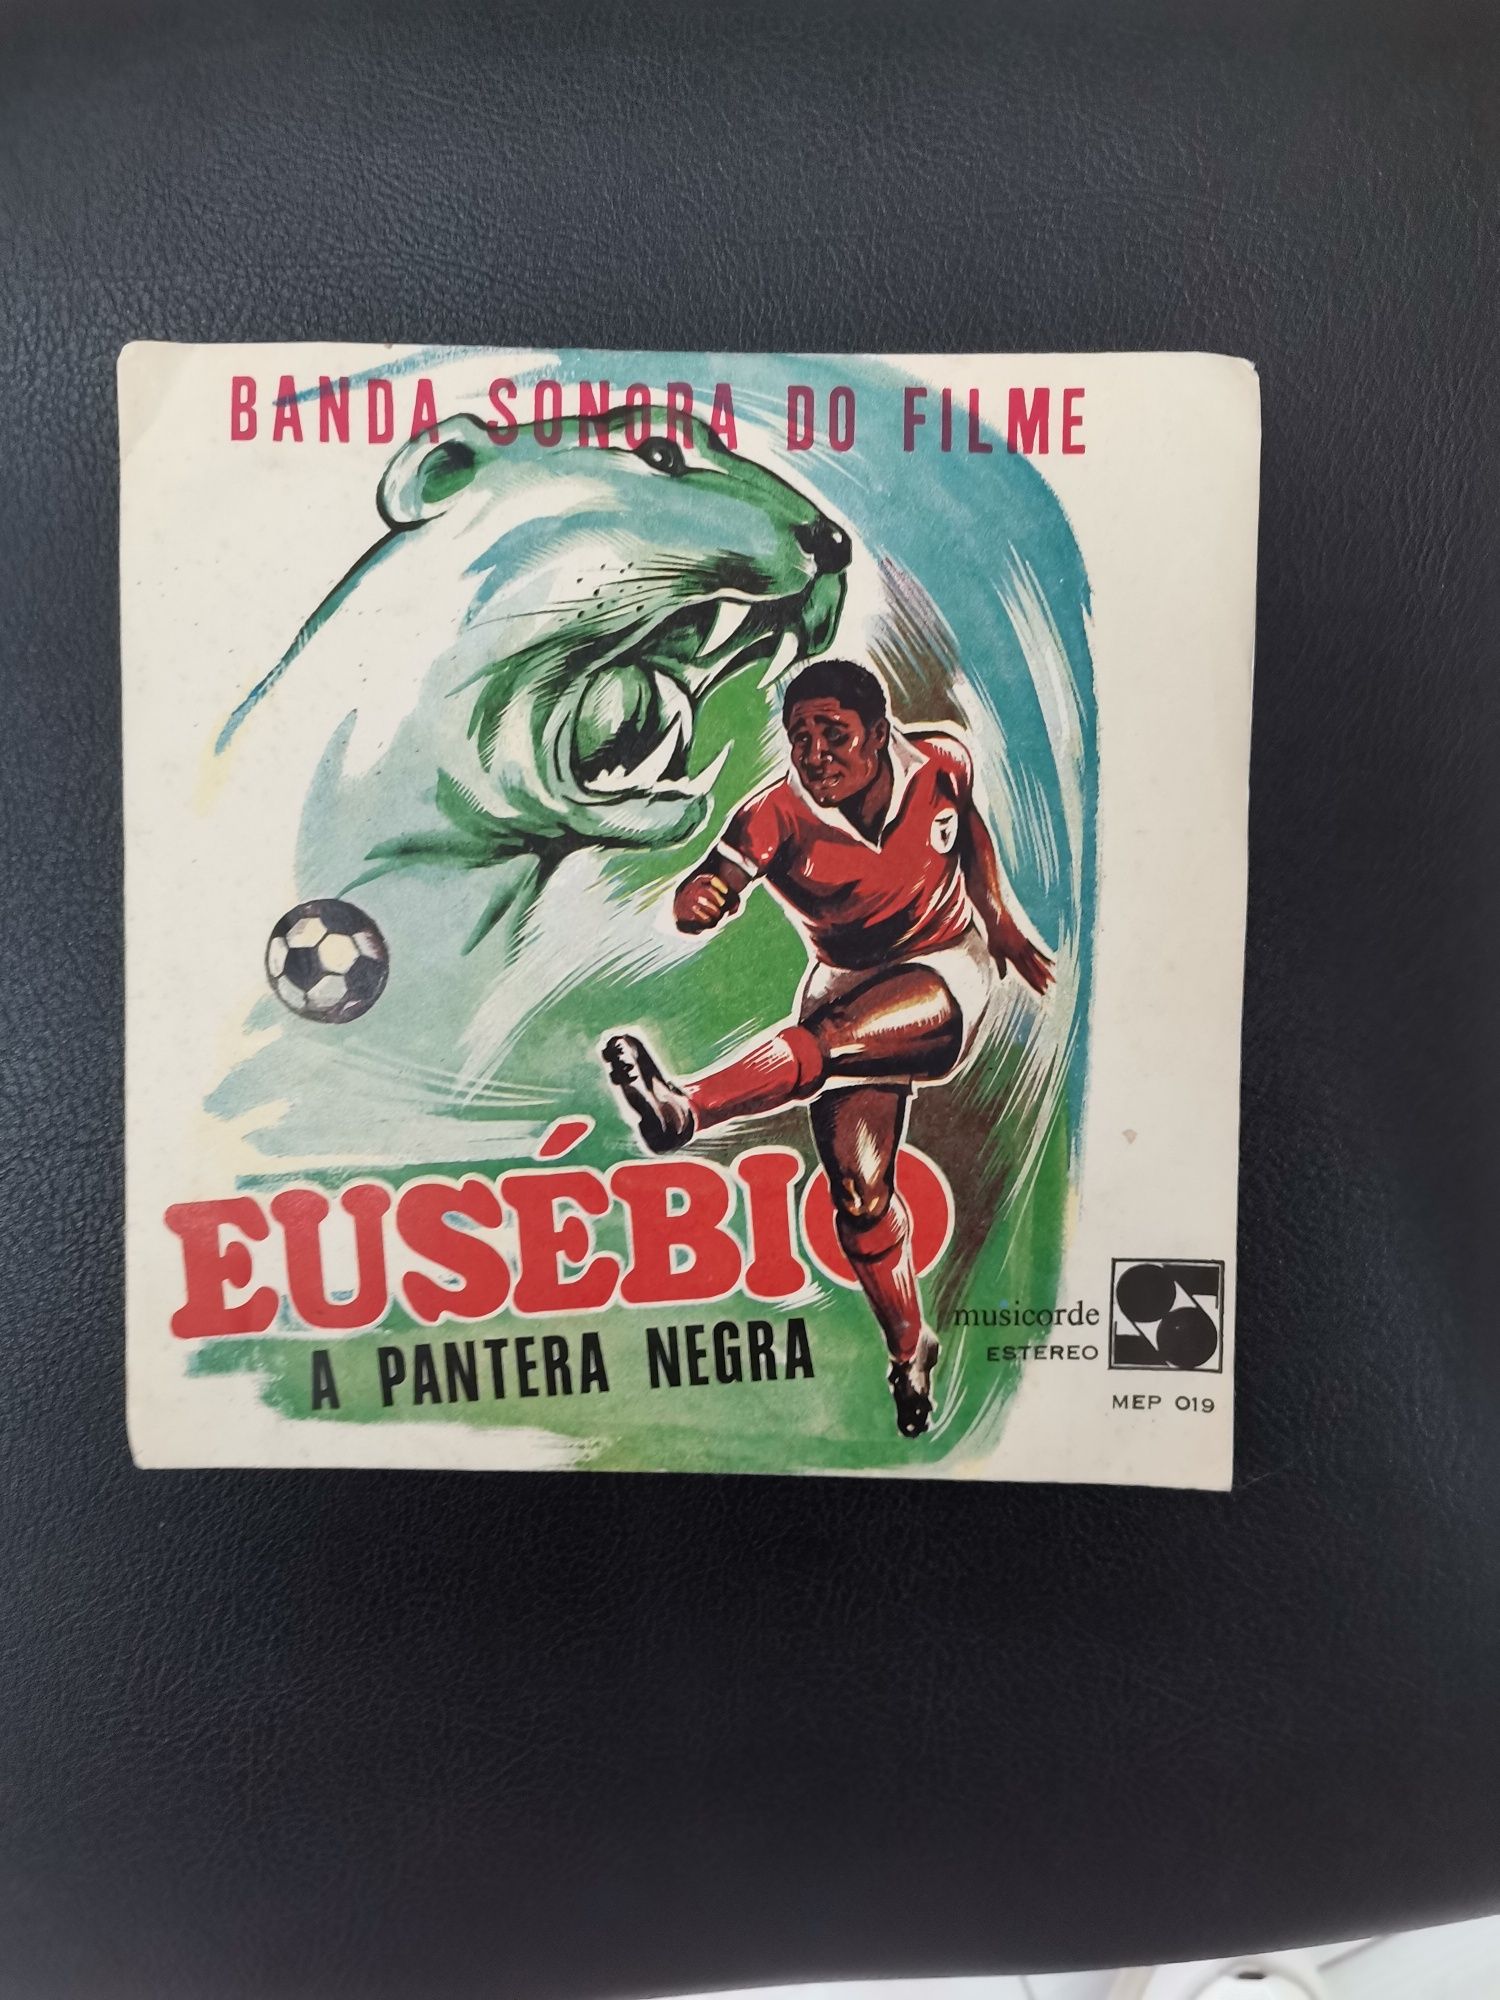 BANDA SONORA DO FILME
EUSÉBIO
A PANTERA NEGRA
musicorde
ESTEREO
MEP 019